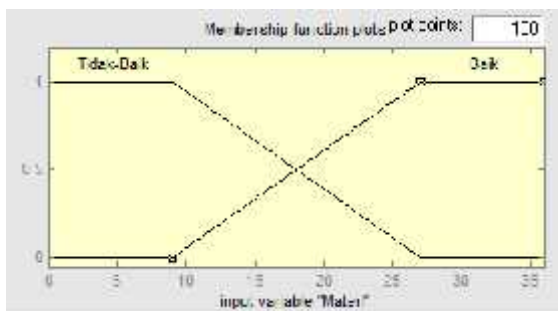 Membership function plots plot points:
Tidak-Baik Baik
1
0.5
0
0 5 10 15 20 25 30 35
input variable "Materi"